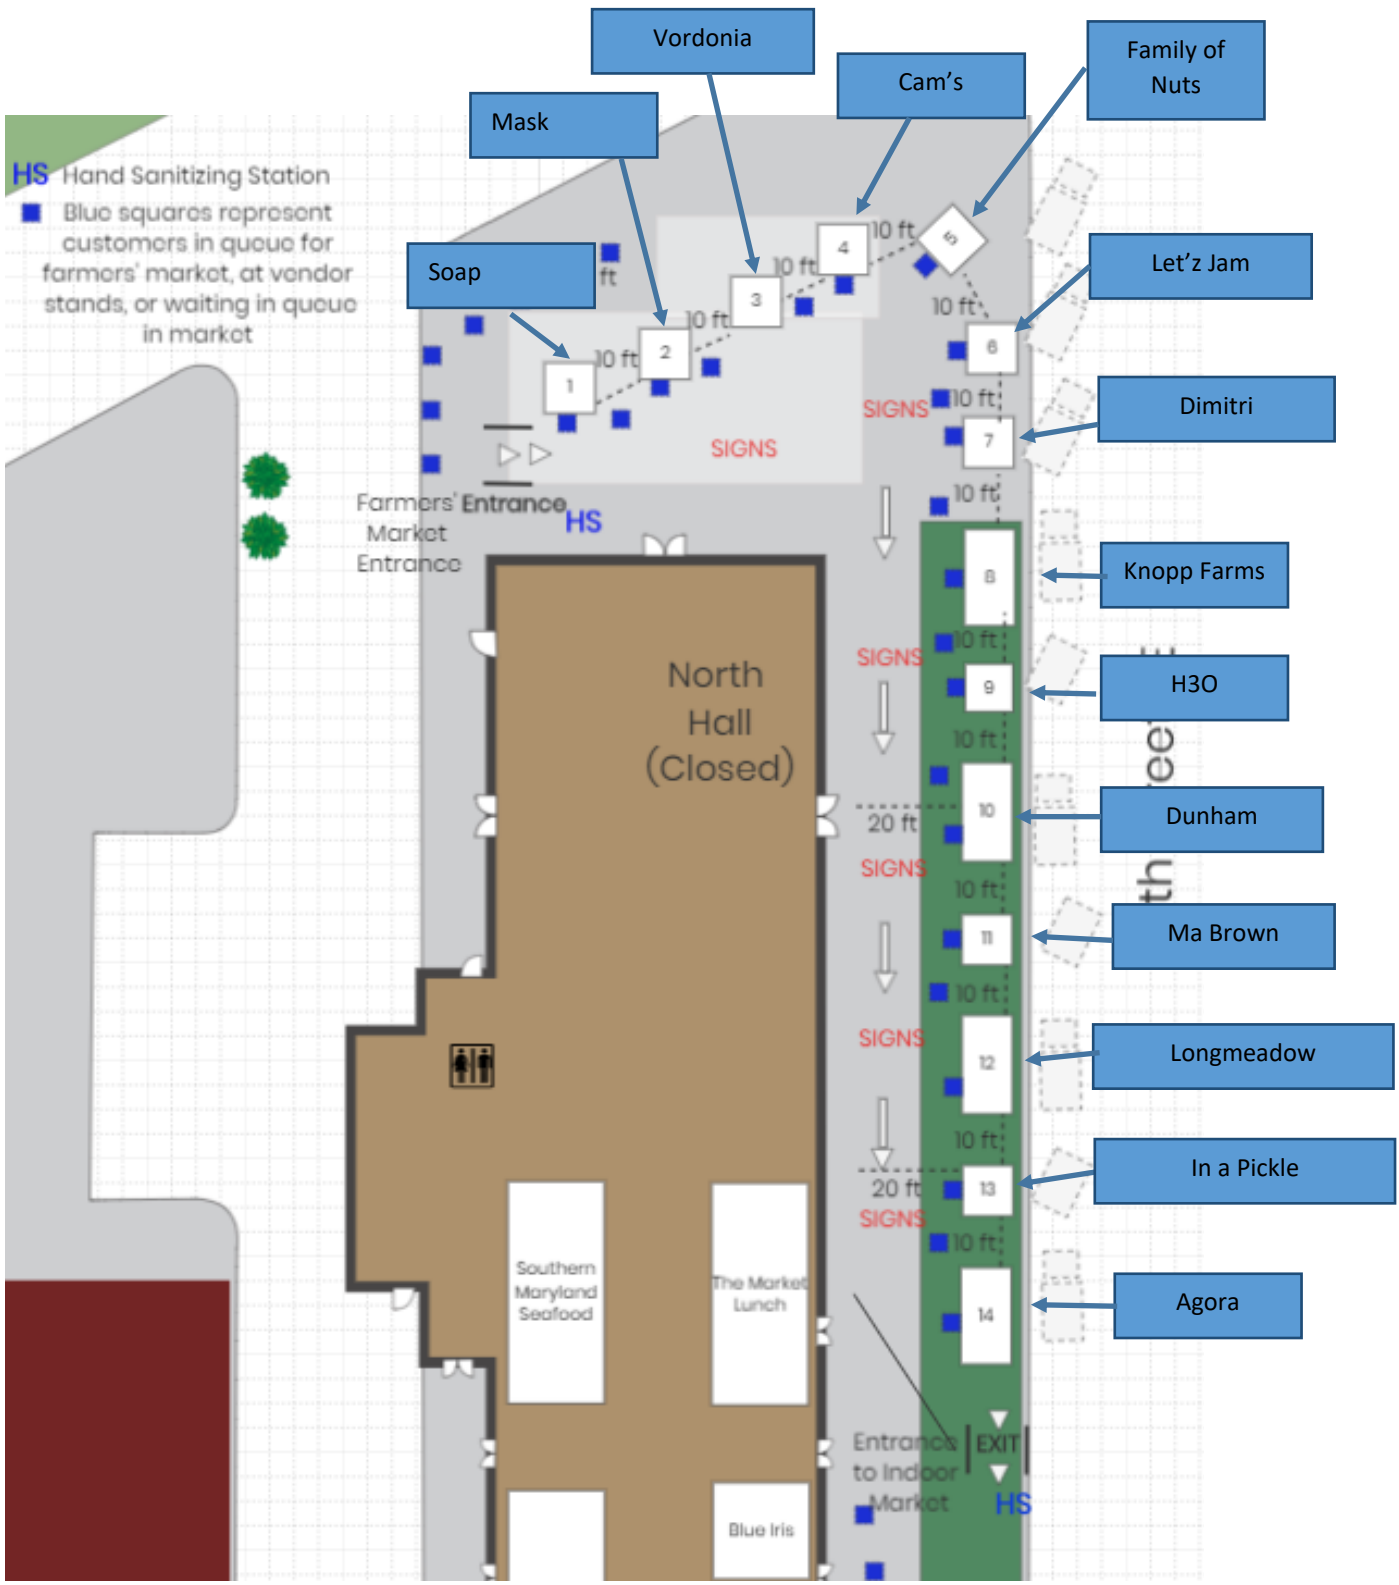 Vordonia
Family of
Nuts
Cam's
Mask
HS Hand Sanitizing Station
Blue squares represent
customers in queue for
farmers' market, at vendor
stands, or waiting in queue
in market
Soap
ft
Let'z Jam
1
10 ft
2
10 ft
3
10 ft
4
10 ft
5
10 ft
6
10 ft
SIGNS
Dimitri
7
SIGNS
10 ft
Farmers'
Market
Entrance
Entrance
HS
8
Knopp Farms
10 ft
SIGNS
North
Hall
(Closed)
9
H3O
10 ft
10
Dunham
20 ft
SIGNS
10 ft
11
Ma Brown
10 ft
SIGNS
12
Longmeadow
10 ft
In a Pickle
13
20 ft
SIGNS
10 ft
Southern
Maryland
Seafood
The Market
Lunch
14
Agora
Entrance
to Indoor
Market
EXIT
HS
Blue Iris